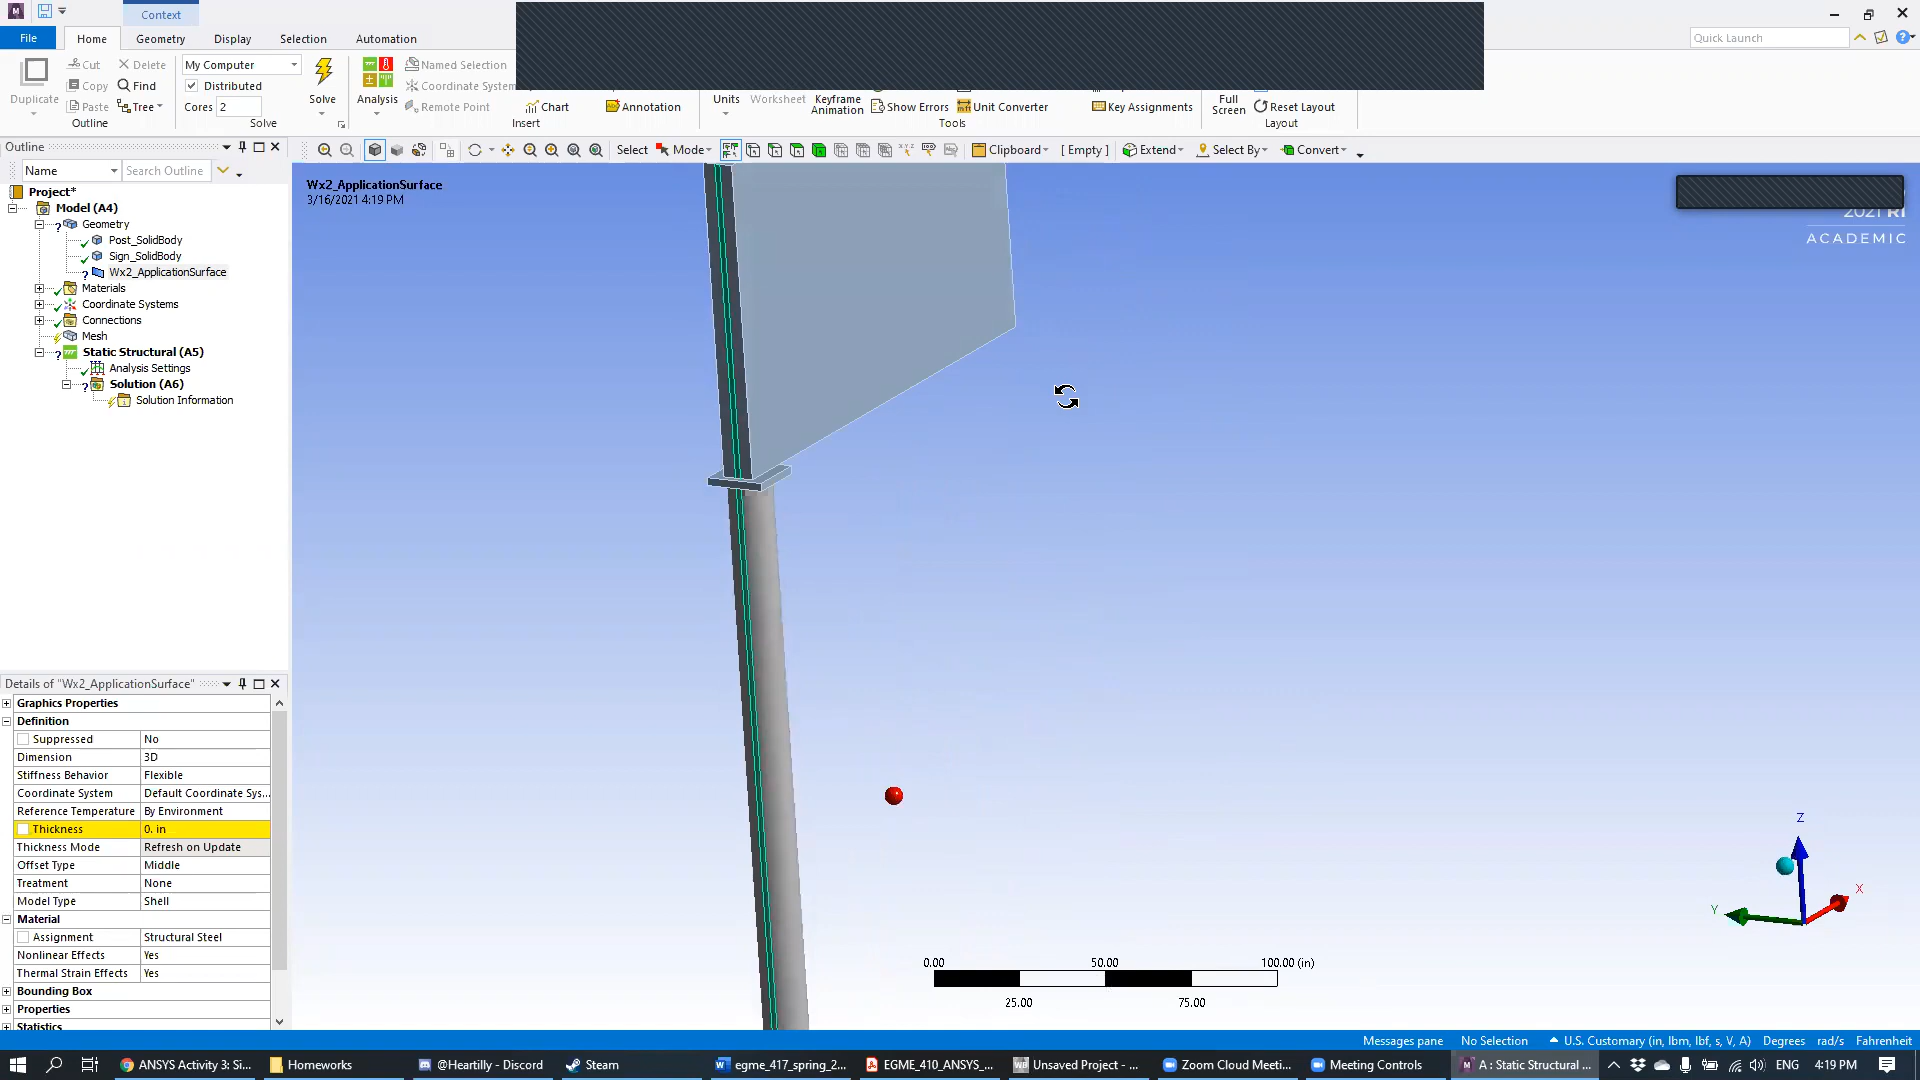 Context
File
Home
Geometry
Display
Selection
Automation
Quick Launch
Duplicate
Cut
Copy
Paste
Delete
Find
Tree
Outline
My Computer
Distributed
Cores 2
Solve
Solve
Analysis
Named Selection
Coordinate System
Remote Point
Chart
Annotation
Insert
Units
Worksheet
Keyframe Animation
Show Errors
Unit Converter
Tools
Key Assignments
Full Screen
Reset Layout
Layout
Outline
Select
Mode
Clipboard
[ Empty ]
Extend
Select By
Convert
Name
Search Outline
Project*
Model (A4)
Geometry
Post_SolidBody
Sign_SolidBody
Wx2_ApplicationSurface
Materials
Coordinate Systems
Connections
Mesh
Static Structural (A5)
Analysis Settings
Solution (A6)
Solution Information
Wx2_ApplicationSurface
3/16/2021 4:19 PM
2021 R1
ACADEMIC
Details of "Wx2_ApplicationSurface"
Graphics Properties
Definition
Suppressed No
Dimension 3D
Stiffness Behavior Flexible
Coordinate System Default Coordinate Sys...
Reference Temperature By Environment
Thickness 0. in
Thickness Mode Refresh on Update
Offset Type Middle
Treatment None
Model Type Shell
Material
Assignment Structural Steel
Nonlinear Effects Yes
Thermal Strain Effects Yes
Bounding Box
Properties
Statistics
Z
X
Y
0.00 50.00 100.00 (in)
25.00 75.00
Messages pane
No Selection
U.S. Customary (in, lbm, lbf, s, V, A)
Degrees
rad/s
Fahrenheit
ANSYS Activity 3: Si...
Homeworks
@Heartilly - Discord
Steam
egme_417_spring_2...
EGME_410_ANSYS_...
Unsaved Project - ...
Zoom Cloud Meeti...
Meeting Controls
A : Static Structural ...
ENG
4:19 PM